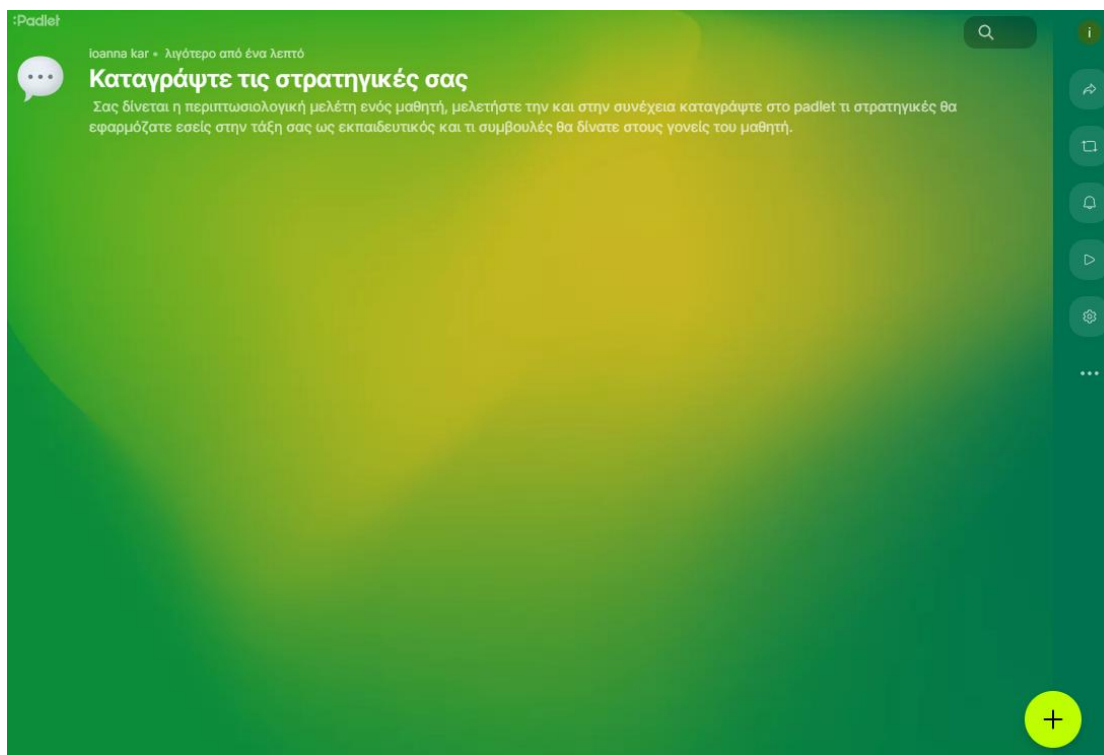 :Padlet
ioanna kar • λιγότερο από ένα λεπτό
Καταγράψτε τις στρατηγικές σας
Σας δίνεται η περιπτωσιολογική μελέτη ενός μαθητή, μελετήστε την και στην συνέχεια καταγράψτε στο padlet τι στρατηγικές θα
εφαρμόζατε εσείς στην τάξη σας ως εκπαιδευτικός και τι συμβουλές θα δίνατε στους γονείς του μαθητή.
i